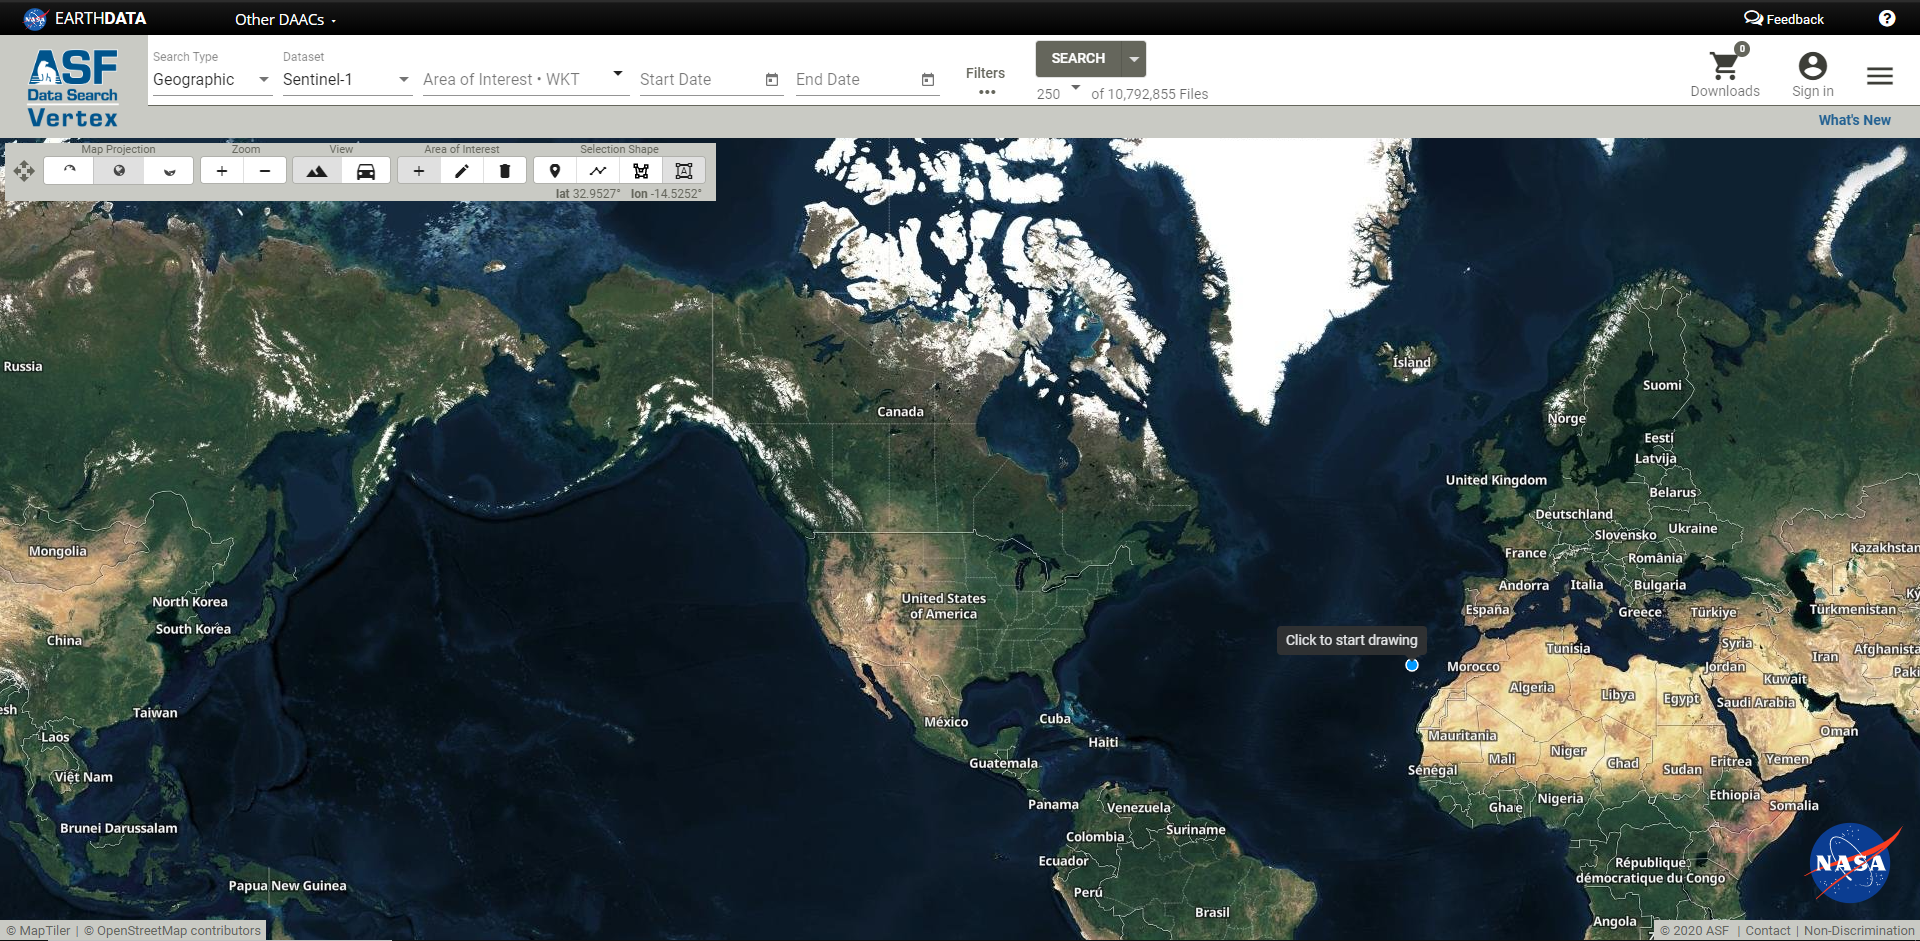 NASA EARTHDATA
Other DAACs
Feedback
?
ASF
Data Search
Vertex
Search Type
Geographic
Dataset
Sentinel-1
Area of Interest • WKT
Start Date
End Date
Filters
SEARCH
250 of 10,792,855 Files
0
Downloads
Sign in
What's New
Map Projection
Zoom
View
Area of Interest
Selection Shape
lat 32.9527° lon -14.5252°
Ísland
Russia
Suomi
Canada
Norge
Eesti
Latvija
United Kingdom
Belarus
Deutschland
Ukraine
Slovensko
Mongolia
France
România
Kazakhstan
Andorra
Italia
Bulgaria
North Korea
United States
of America
España
Greece
Türkiye
Türkmenistan
South Korea
China
Click to start drawing
Tunisia
Syria
Iran
Afghanista
Morocco
Jordan
Paki
Kuwait
Algeria
Libya
Egypt
Saudi Arabia
esh
Taiwan
México
Cuba
Oman
Laos
Haiti
Mauritania
Niger
Mali
Chad
Eritrea
Yemen
Guatemala
Sénégal
Sudan
Việt Nam
Ethiopia
Nigeria
Panama
Venezuela
Somalia
Brunei Darussalam
Colombia
Suriname
Ecuador
République
démocratique du Congo
NASA
Papua New Guinea
Perú
Brasil
Angola
© MapTiler | © OpenStreetMap contributors
© 2020 ASF | Contact | Non-Discrimination